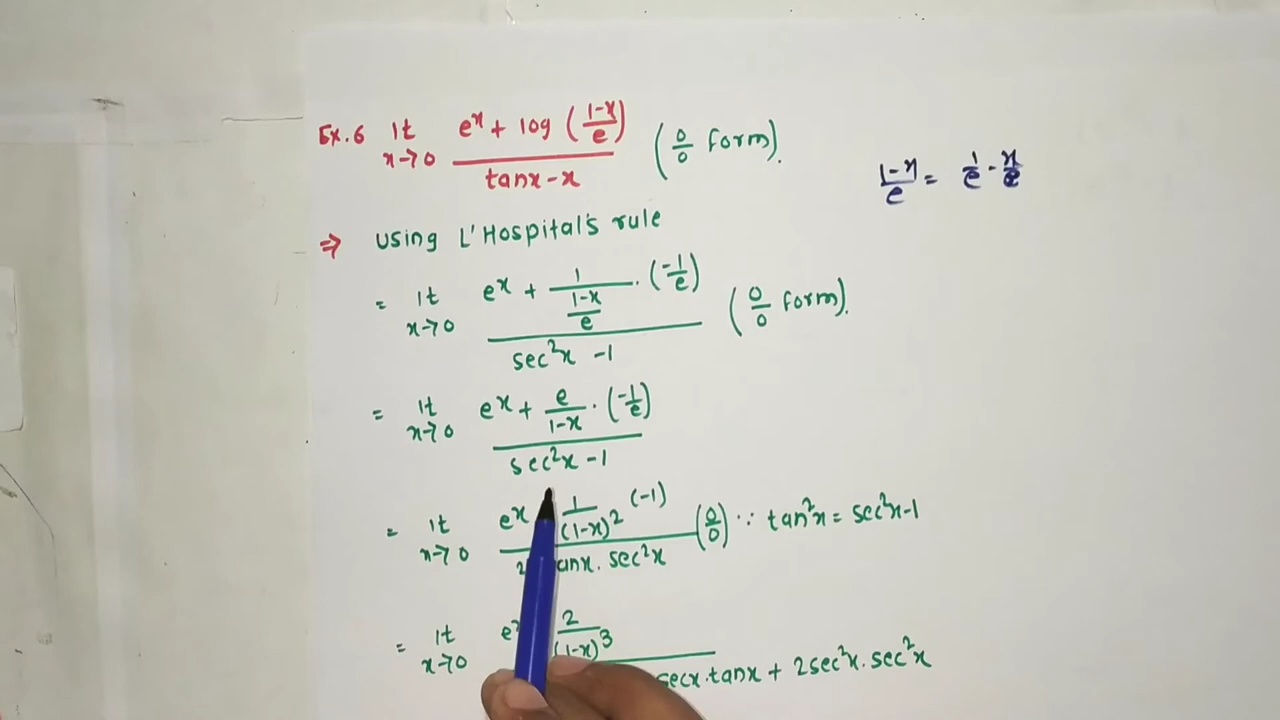 Ex.6 lt x→0 (e^x + log((1-x)/e)) / (tanx - x) (0/0 form).
(1-x)/e = 1/e - x/e
⇒ using L'Hospital's rule
= lt x→0 (e^x + 1/((1-x)/e) · (-1/e)) / (sec²x - 1) (0/0 form).
= lt x→0 (e^x + e/(1-x) · (-1/e)) / (sec²x - 1)
= lt x→0 e^x 1/(1-x)² (-1) / 2 tanx. sec²x (0/0) ∵ tan²x = sec²x-1
= lt x→0 e 2/(1-x)³ / secx.tanx + 2sec²x.sec²x